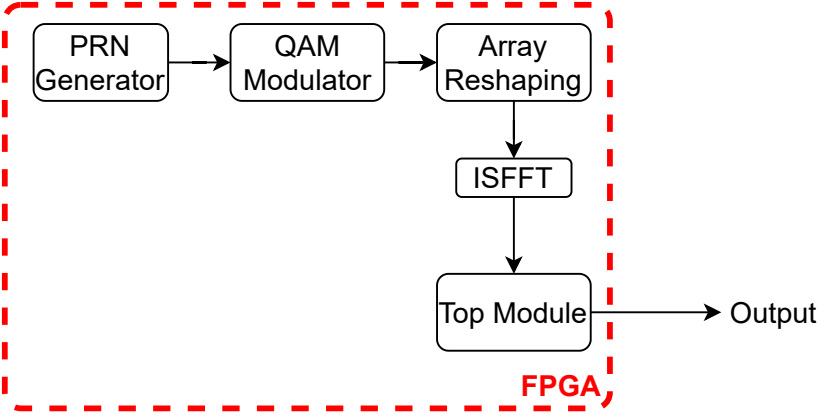 PRN
Generator
QAM
Modulator
Array
Reshaping
ISFFT
Top Module
Output
FPGA